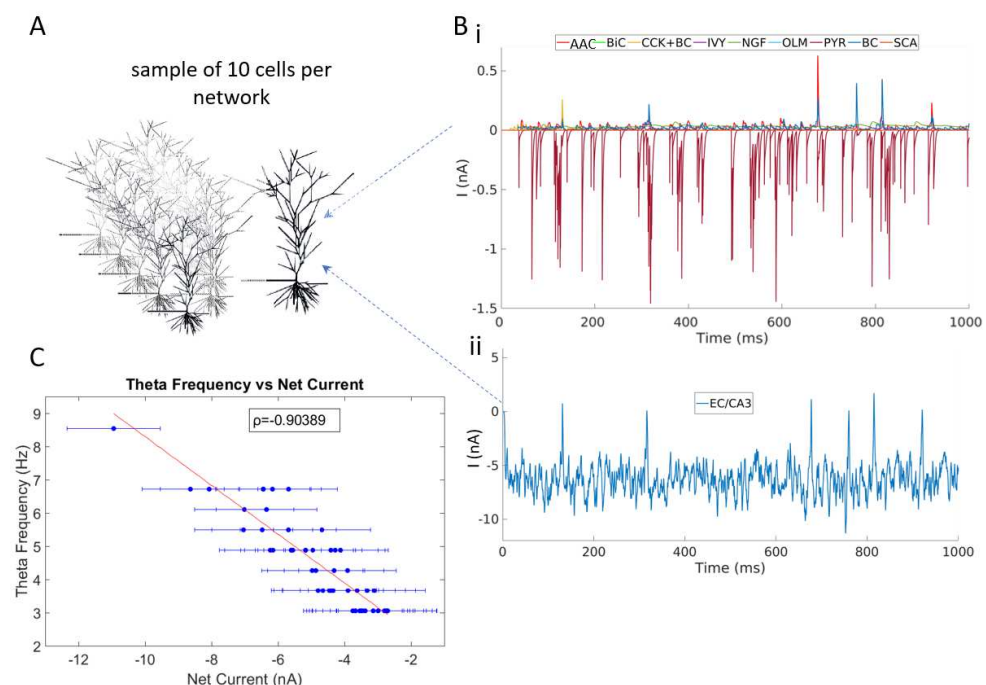 A
sample of 10 cells per
network
B i
AAC BiC CCK+BC IVY NGF OLM PYR BC SCA
0.5
0
-0.5
-1
-1.5
I (nA)
200 400 600 800 1000
Time (ms)
ii
5
0
-5
-10
I (nA)
EC/CA3
0 200 400 600 800 1000
Time (ms)
C
Theta Frequency vs Net Current
ρ=-0.90389
9
8
7
6
5
4
3
2
Theta Frequency (Hz)
-12 -10 -8 -6 -4 -2
Net Current (nA)